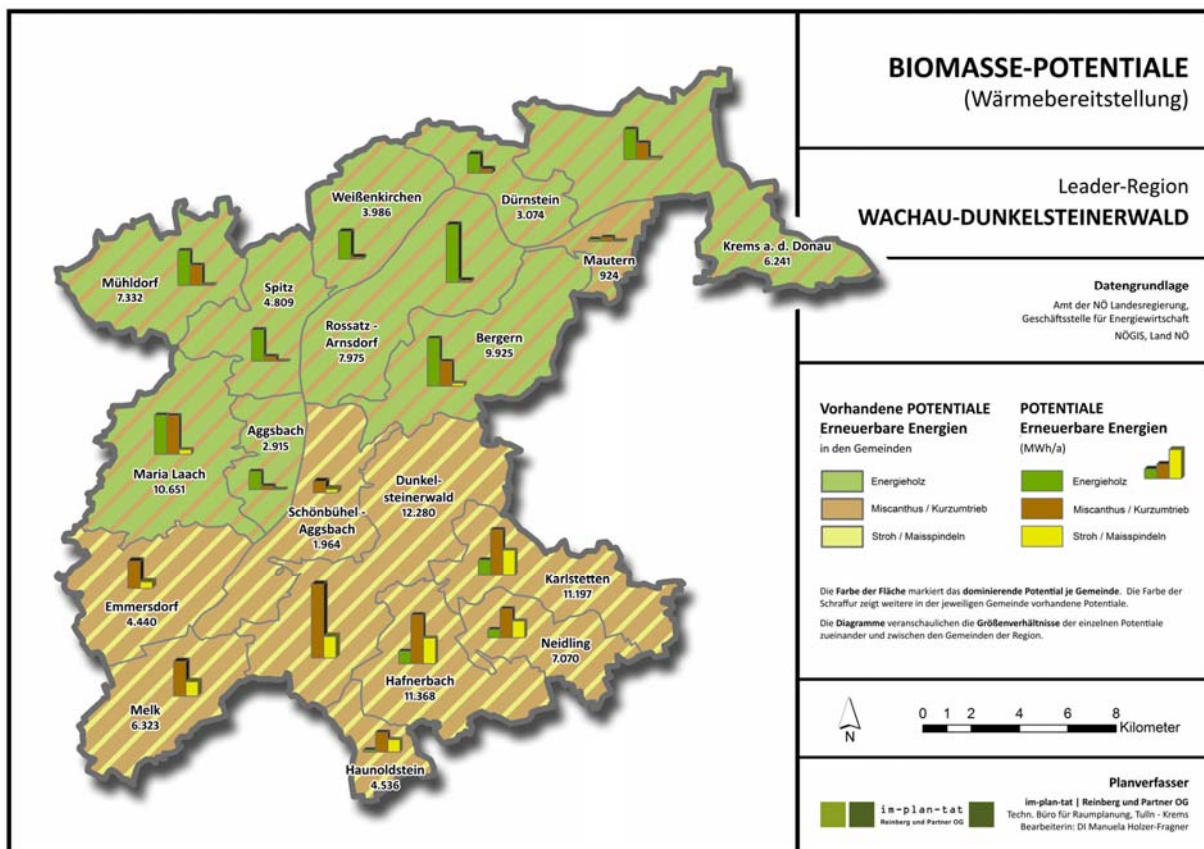 BIOMASSE-POTENTIALE
(Wärmebereitstellung)
Leader-Region
WACHAU-DUNKELSTEINERWALD
Datengrundlage
Amt der NÖ Landesregierung,
Geschäftsstelle für Energiewirtschaft
NÖGIS, Land NÖ
Vorhandene POTENTIALE
Erneuerbare Energien
in den Gemeinden
Energieholz
Miscanthus / Kurzumtrieb
Stroh / Maisspindeln
POTENTIALE
Erneuerbare Energien
(MWh/a)
Energieholz
Miscanthus / Kurzumtrieb
Stroh / Maisspindeln
Die Farbe der Fläche markiert das dominierende Potential je Gemeinde. Die Farbe der
Schraffur zeigt weitere in der jeweiligen Gemeinde vorhandene Potentiale.
Die Diagramme veranschaulichen die Größenverhältnisse der einzelnen Potentiale
zueinander und zwischen den Gemeinden der Region.
N
0 1 2 4 6 8
Kilometer
Planverfasser
im-plan-tat | Reinberg und Partner OG
Techn. Büro für Raumplanung, Tulln - Krems
Bearbeiterin: DI Manuela Holzer-Fragner
im-plan-tat
Reinberg und Partner OG
Weißenkirchen
3.986
Dürnstein
3.074
Krems a. d. Donau
6.241
Mautern
924
Mühldorf
7.332
Spitz
4.809
Rossatz -
Arnsdorf
7.975
Bergern
9.925
Aggsbach
2.915
Maria Laach
10.651
Dunkel-
steinerwald
12.280
Schönbühel -
Aggsbach
1.964
Emmersdorf
4.440
Karlstetten
11.197
Neidling
7.070
Hafnerbach
11.368
Melk
6.323
Haunoldstein
4.536